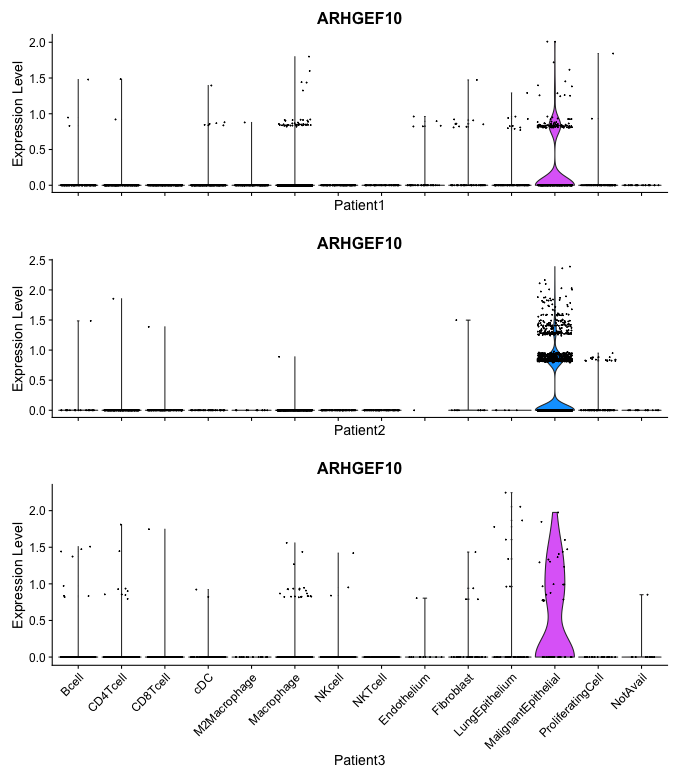 ARHGEF10
Expression Level
2.0
1.5
1.0
0.5
0.0
Patient1
ARHGEF10
Expression Level
2.5
2.0
1.5
1.0
0.5
0.0
Patient2
ARHGEF10
Expression Level
2.0
1.5
1.0
0.5
0.0
Bcell
CD4Tcell
CD8Tcell
cDC
M2Macrophage
Macrophage
NKcell
NKTcell
Endothelium
Fibroblast
LungEpithelium
MalignantEpithelial
ProliferatingCell
NotAvail
Patient3